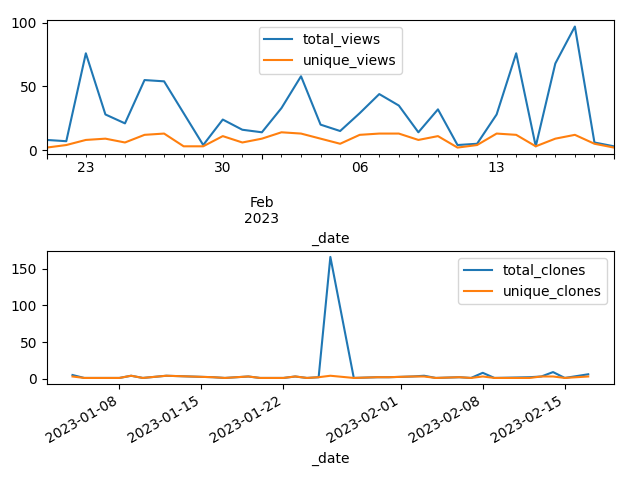 100
50
0
total_views
unique_views
23
30
06
13
Feb
2023
_date
150
100
50
0
total_clones
unique_clones
2023-01-08
2023-01-15
2023-01-22
2023-02-01
2023-02-08
2023-02-15
_date